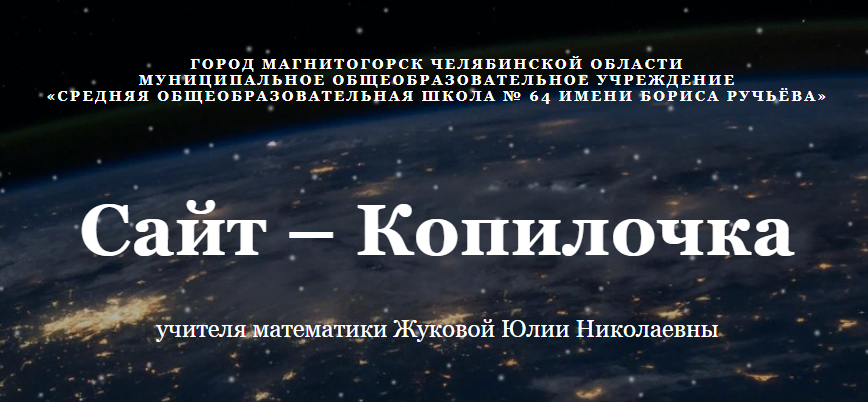 ГОРОД МАГНИТОГОРСК ЧЕЛЯБИНСКОЙ ОБЛАСТИ
МУНИЦИПАЛЬНОЕ ОБЩЕОБРАЗОВАТЕЛЬНОЕ УЧРЕЖДЕНИЕ
«СРЕДНЯЯ ОБЩЕОБРАЗОВАТЕЛЬНАЯ ШКОЛА № 64 ИМЕНИ БОРИСА РУЧЬЁВА»
Сайт – Копилочка
учителя математики Жуковой Юлии Николаевны